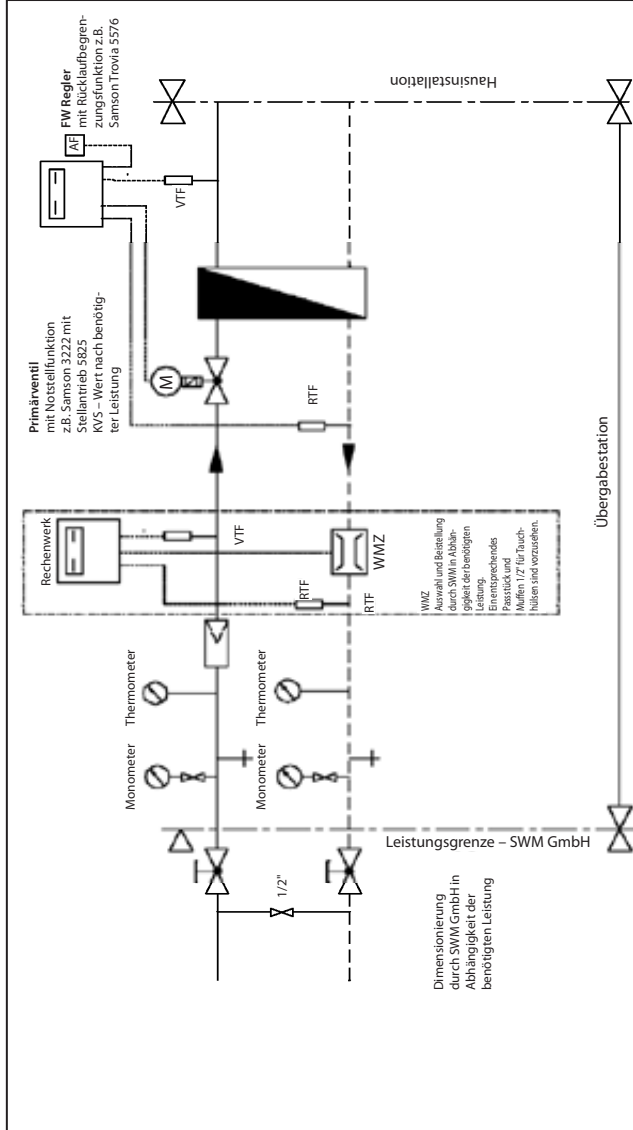 Primärventil
mit Notstellfunktion
z.B. Samson 3222 mit
Stellantrieb 5825
KVS – Wert nach benötig-
ter Leistung
FW Regler
mit Rücklaufbegren-
zungsfunktion z.B.
Samson Trovia 5576
AF
VTF
M
RTF
Rechenwerk
VTF
RTF
WMZ
RTF
WMZ
Auswahl und Beistellung
durch SWM in Abhän-
gigkeit der benötigten
Leistung.
Ein entsprechendes
Passstück und
Muffen 1/2" für Tauch-
hülsen sind vorzusehen.
Monometer
Thermometer
Monometer
Thermometer
1/2"
Leistungsgrenze – SWM GmbH
Dimensionierung
durch SWM GmbH in
Abhängigkeit der
benötigten Leistung
Übergabestation
Hausinstallation